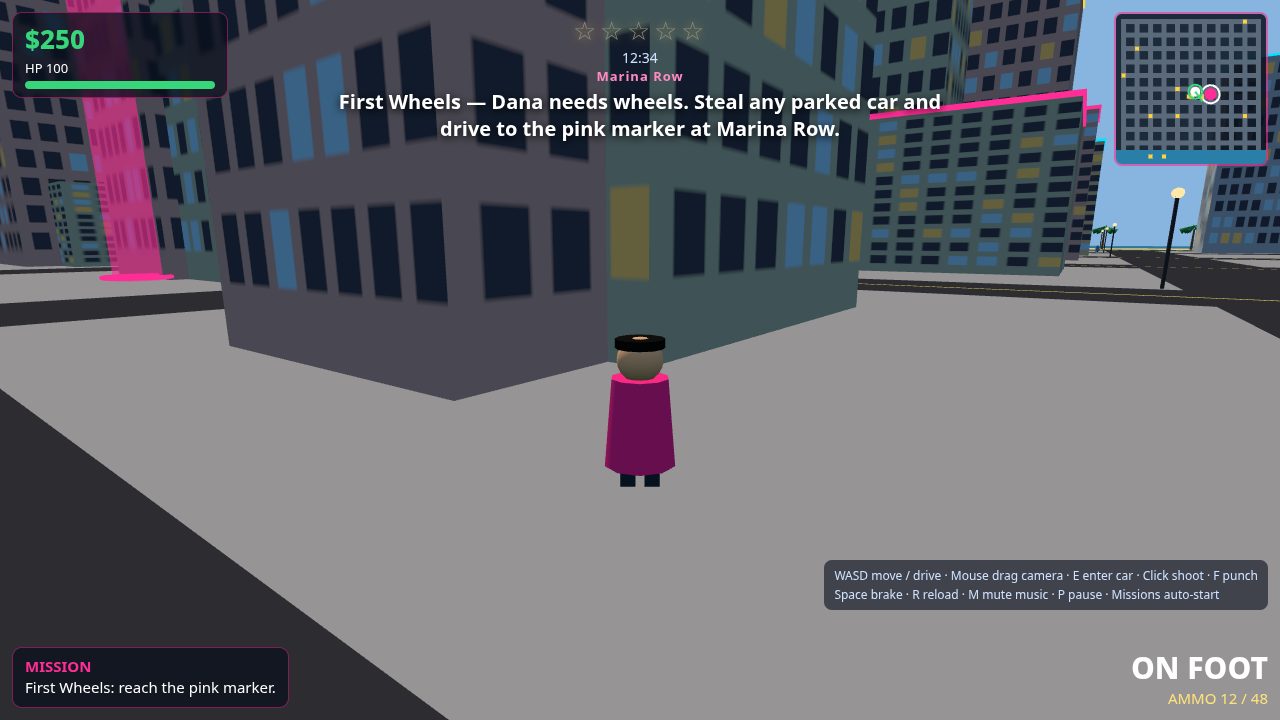 $250
HP 100
☆☆☆☆☆
12:34
Marina Row
First Wheels — Dana needs wheels. Steal any parked car and
drive to the pink marker at Marina Row.
WASD move / drive · Mouse drag camera · E enter car · Click shoot · F punch
Space brake · R reload · M mute music · P pause · Missions auto-start
MISSION
First Wheels: reach the pink marker.
ON FOOT
AMMO 12 / 48